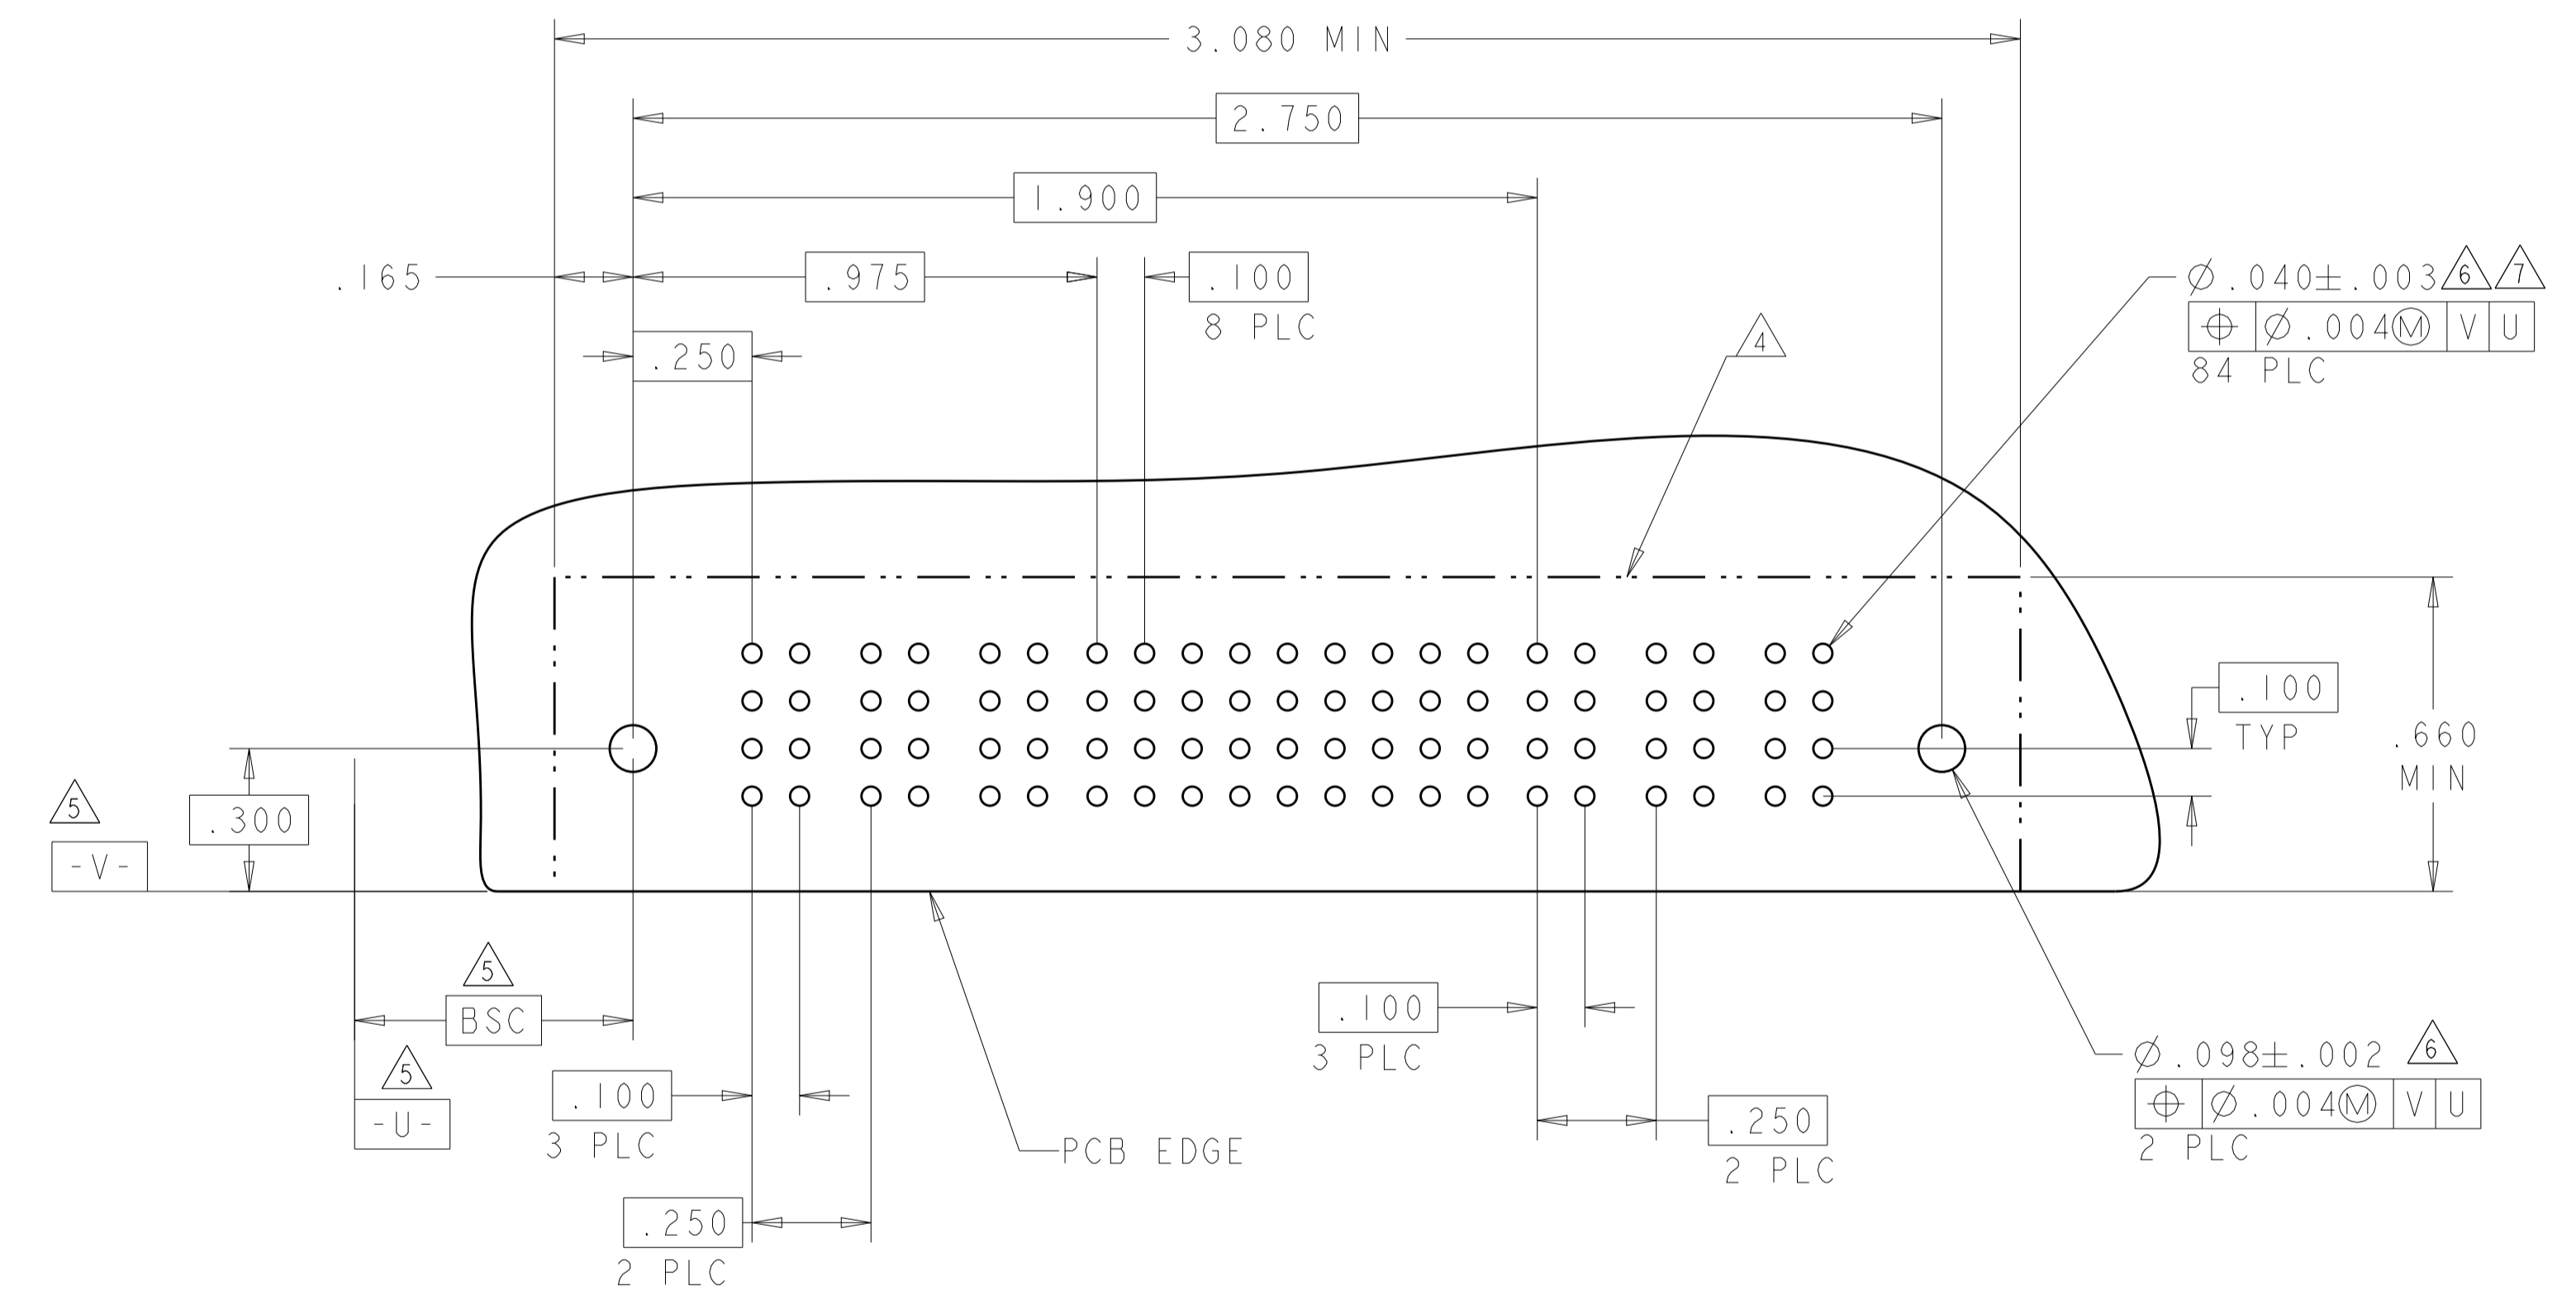 3.080 MIN
2.750
1.900
.165
.975
.100
8 PLC
.250
Ø.040±.003 6 7
⌖ Ø.004Ⓜ V U
84 PLC
4
.100
TYP
.660
MIN
5
.300
-V-
5
BSC
5
-U-
.100
3 PLC
.250
2 PLC
PCB EDGE
.100
3 PLC
.250
2 PLC
Ø.098±.002 6
⌖ Ø.004Ⓜ V U
2 PLC